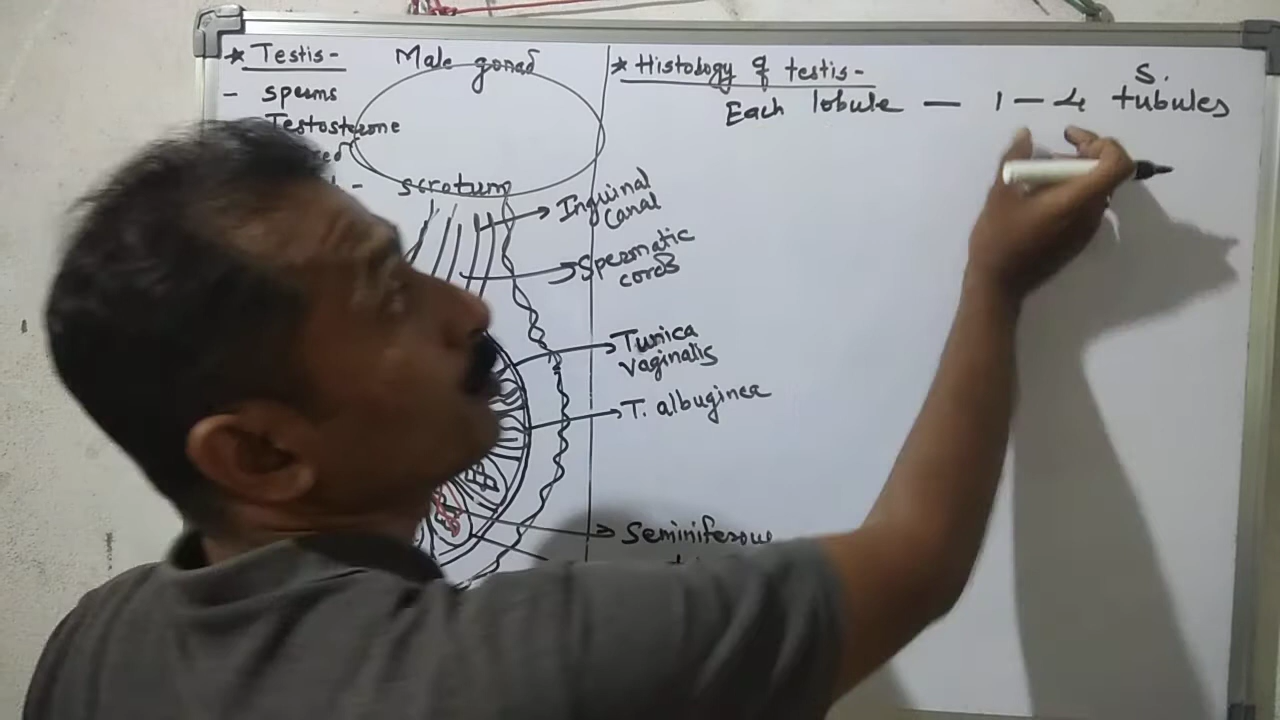 * Testis-
Male gonad
- sperms
- Testosterone
scrotum
Inguinal
Canal
Spermatic
cord
Tunica
vaginalis
T. albuginea
Seminiferous
* Histology of testis-
Each lobule — 1 – 4 S. tubules